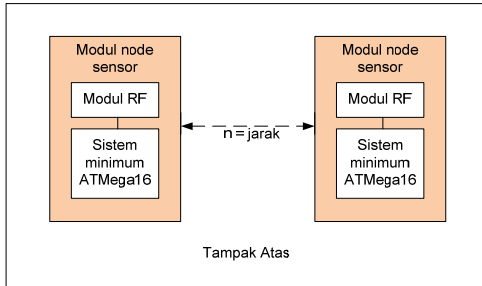 Modul node
sensor
Modul RF
Sistem
minimum
ATMega16
n = jarak
Modul node
sensor
Modul RF
Sistem
minimum
ATMega16
Tampak Atas